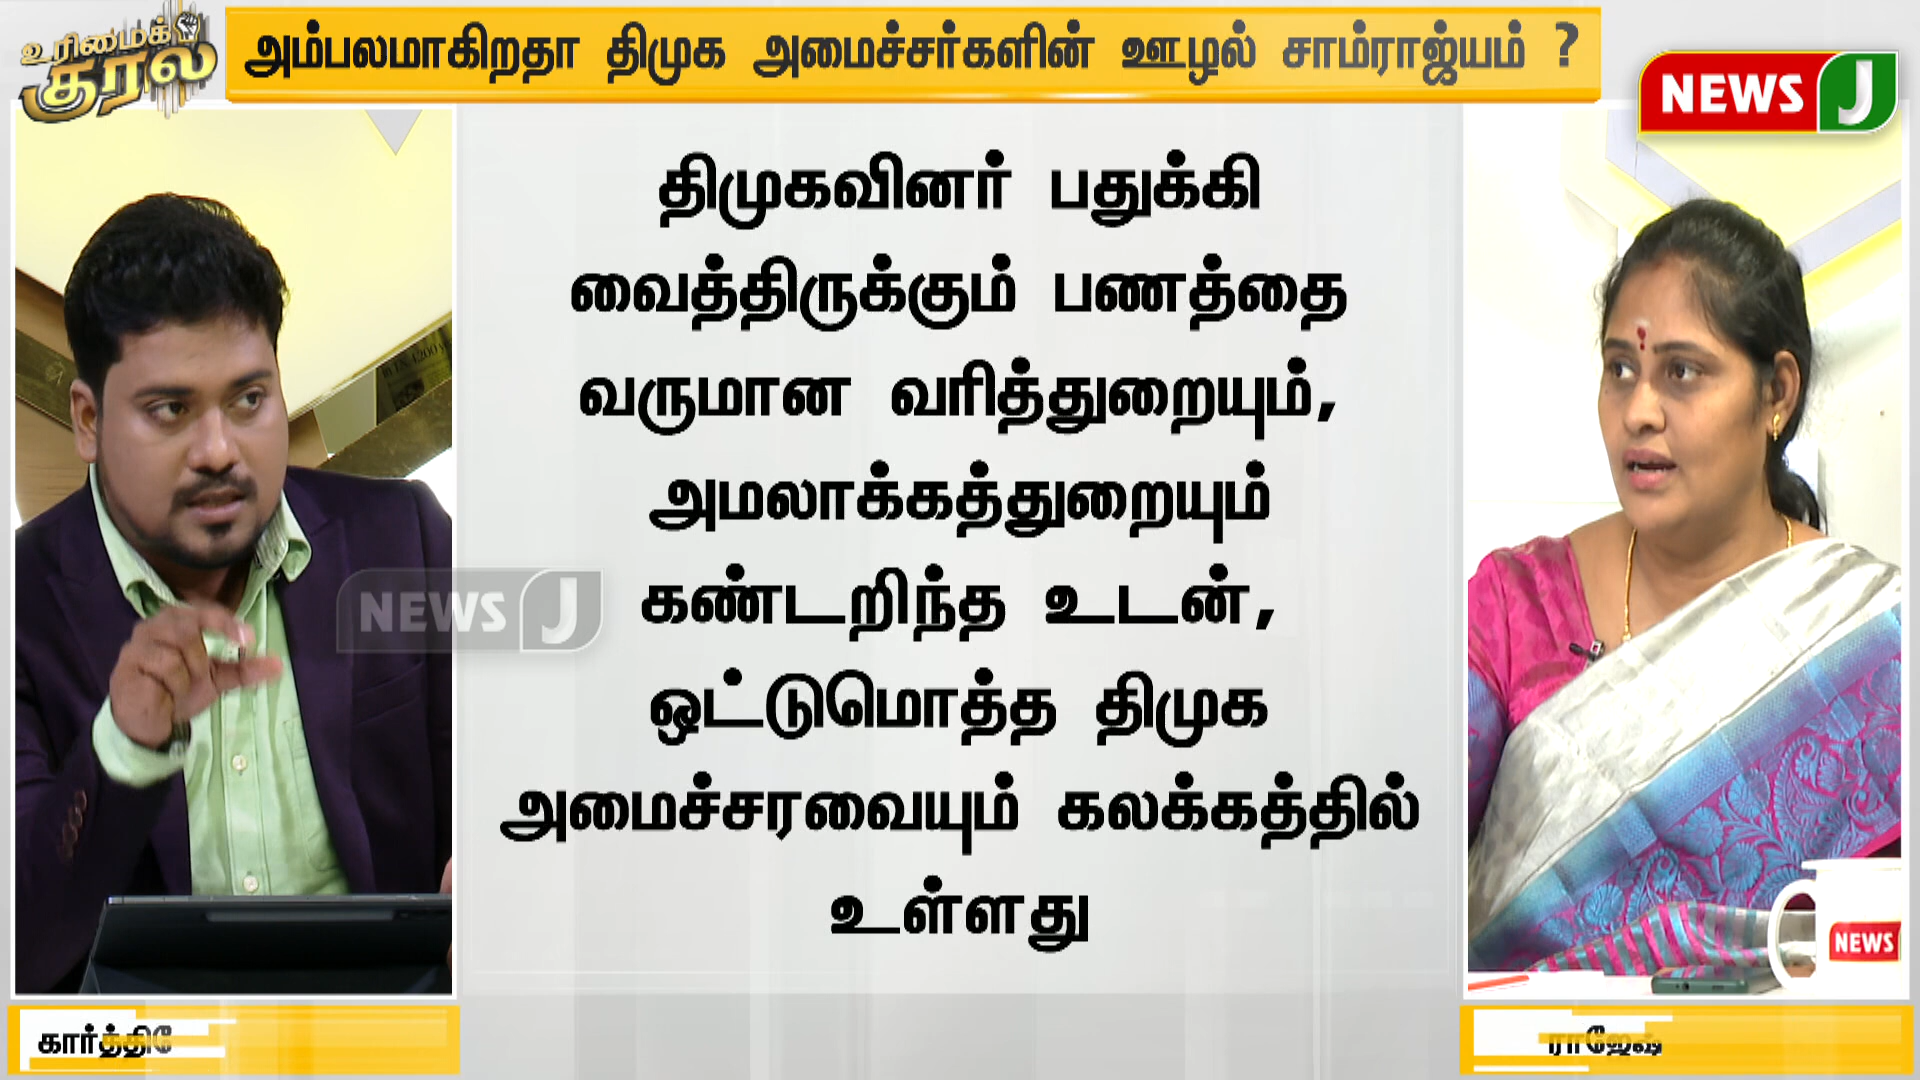 உரிமைக்
குரல்
அம்பலமாகிறதா திமுக அமைச்சர்களின் ஊழல் சாம்ராஜ்யம் ?
NEWS J
திமுகவினர் பதுக்கி
வைத்திருக்கும் பணத்தை
வருமான வரித்துறையும்,
அமலாக்கத்துறையும்
கண்டறிந்த உடன்,
ஒட்டுமொத்த திமுக
அமைச்சரவையும் கலக்கத்தில்
உள்ளது
NEWS J
NEWS